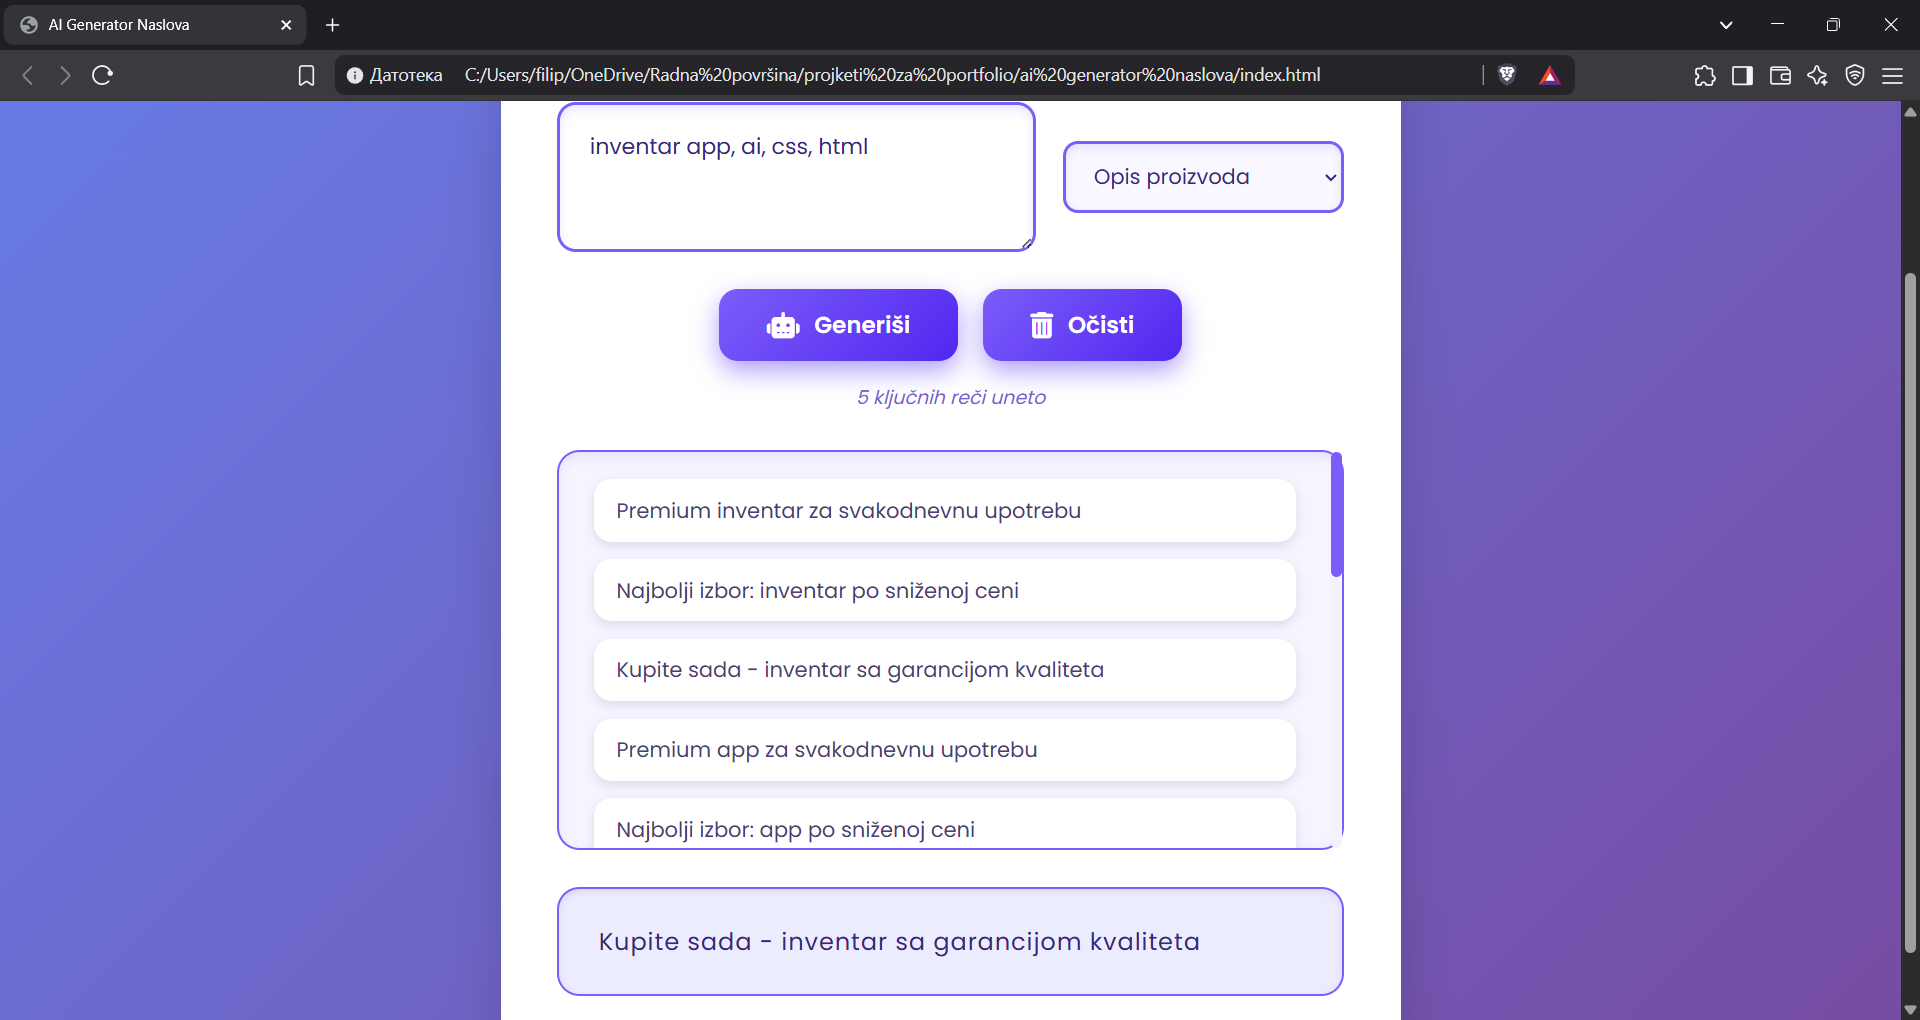 AI Generator Naslova
Датотека C:/Users/filip/OneDrive/Radna%20površina/projketi%20za%20portfolio/ai%20generator%20naslova/index.html
inventar app, ai, css, html
Opis proizvoda
Generiši
Očisti
5 ključnih reči uneto
Premium inventar za svakodnevnu upotrebu
Najbolji izbor: inventar po sniženoj ceni
Kupite sada - inventar sa garancijom kvaliteta
Premium app za svakodnevnu upotrebu
Najbolji izbor: app po sniženoj ceni
Kupite sada - inventar sa garancijom kvaliteta